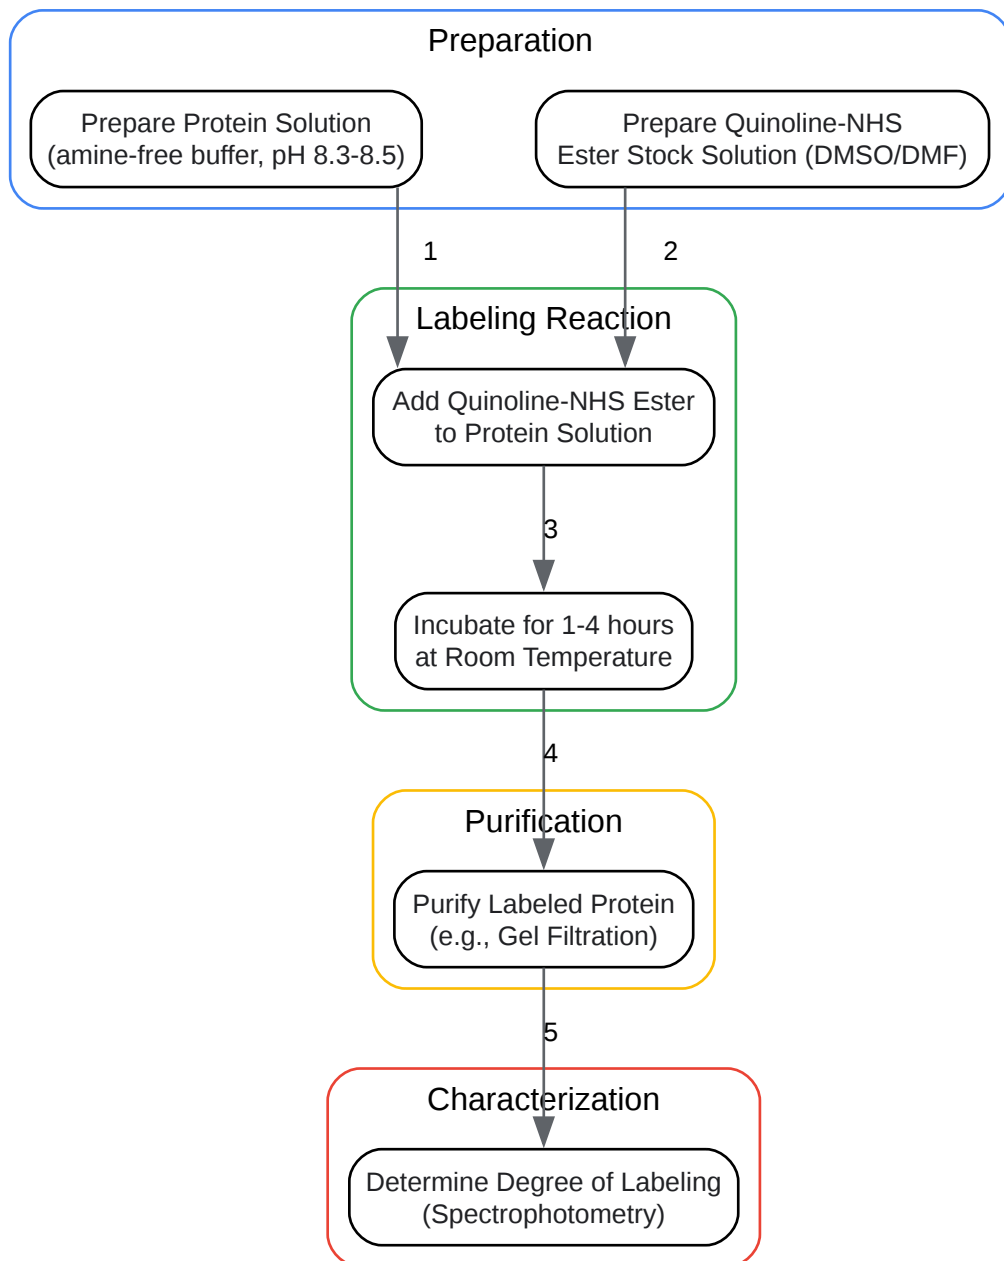 Preparation
Prepare Protein Solution
(amine-free buffer, pH 8.3-8.5)
Prepare Quinoline-NHS
Ester Stock Solution (DMSO/DMF)
1
2
Labeling Reaction
Add Quinoline-NHS Ester
to Protein Solution
3
Incubate for 1-4 hours
at Room Temperature
4
Purification
Purify Labeled Protein
(e.g., Gel Filtration)
5
Characterization
Determine Degree of Labeling
(Spectrophotometry)